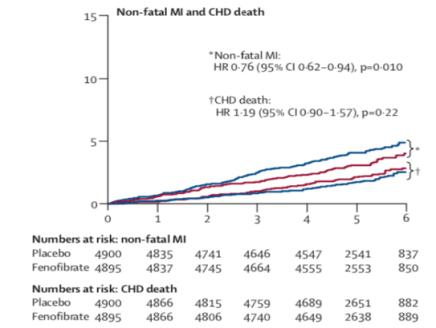 Non-fatal MI and CHD death
15
10
5
0
*Non-fatal MI:
HR 0·76 (95% CI 0·62–0·94), p=0·010
†CHD death:
HR 1·19 (95% CI 0·90–1·57), p=0·22
*
†
0 1 2 3 4 5 6
Numbers at risk: non-fatal MI
Placebo 4900 4835 4741 4646 4547 2541 837
Fenofibrate 4895 4837 4745 4664 4555 2553 850
Numbers at risk: CHD death
Placebo 4900 4866 4815 4759 4689 2651 882
Fenofibrate 4895 4866 4806 4740 4649 2638 889